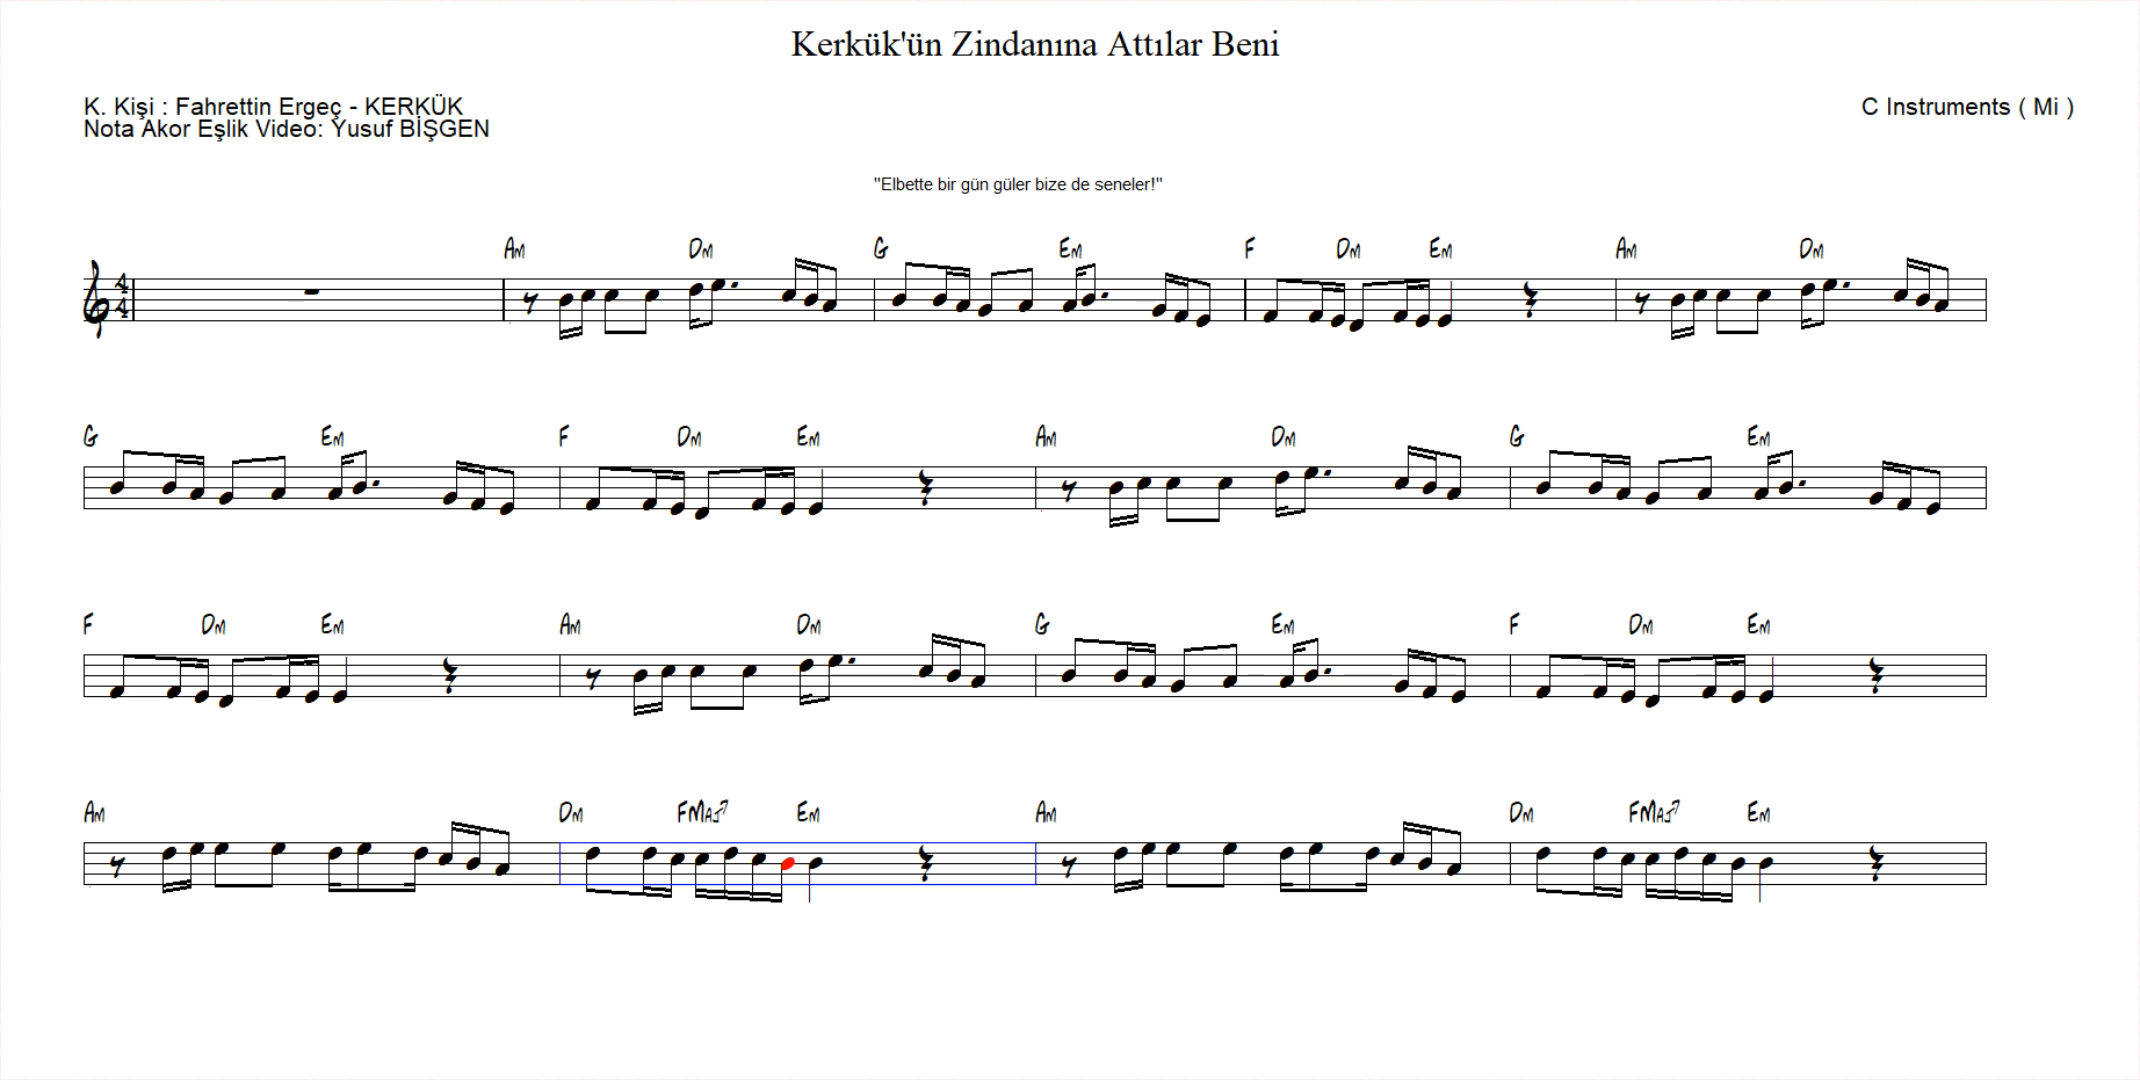 Kerkük'ün Zindanına Attılar Beni
K. Kişi : Fahrettin Ergeç - KERKÜK
C Instruments ( Mi )
Nota Akor Eşlik Video: Yusuf BİŞGEN
"Elbette bir gün güler bize de seneler!"
Am Dm G Em F Dm Em Am Dm
4
4
G Em F Dm Em Am Dm G Em
F Dm Em Am Dm G Em F Dm Em
Am Dm FMaj7 Em Am Dm FMaj7 Em